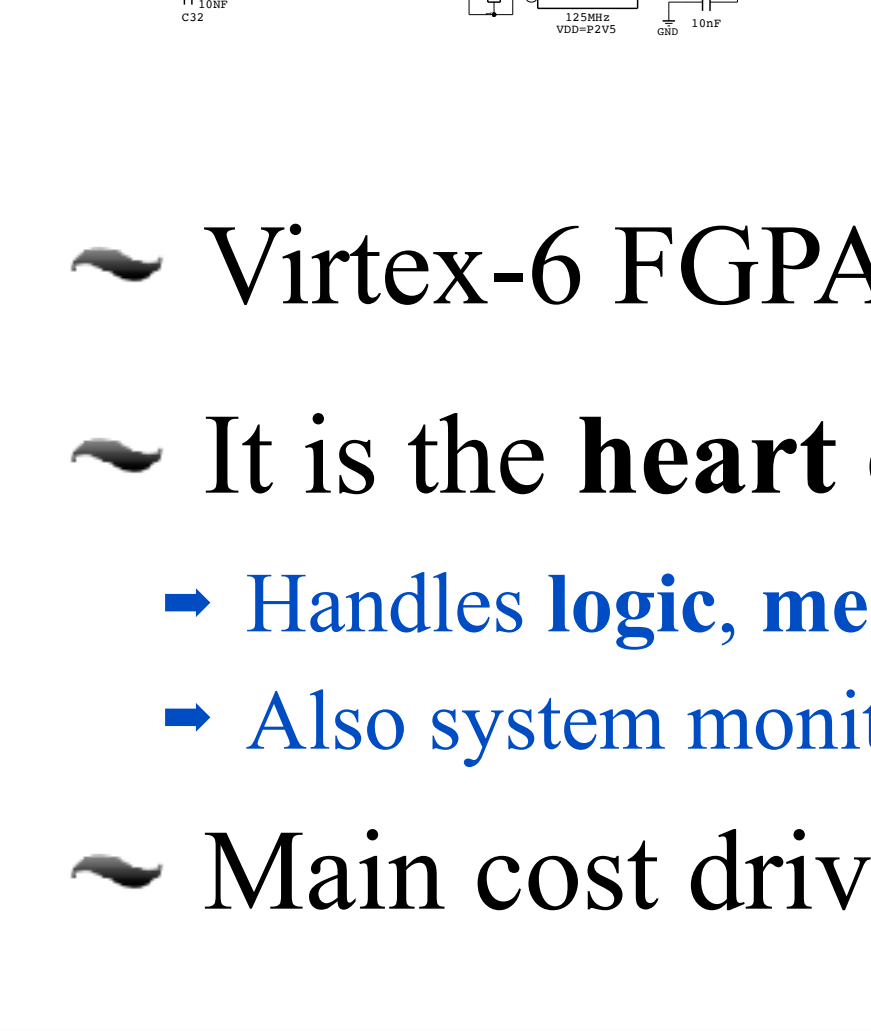 10NF
C32
125MHz
VDD=P2V5
GND
10nF
Virtex-6 FGPA
It is the heart
Handles logic, me
Also system monit
Main cost driv